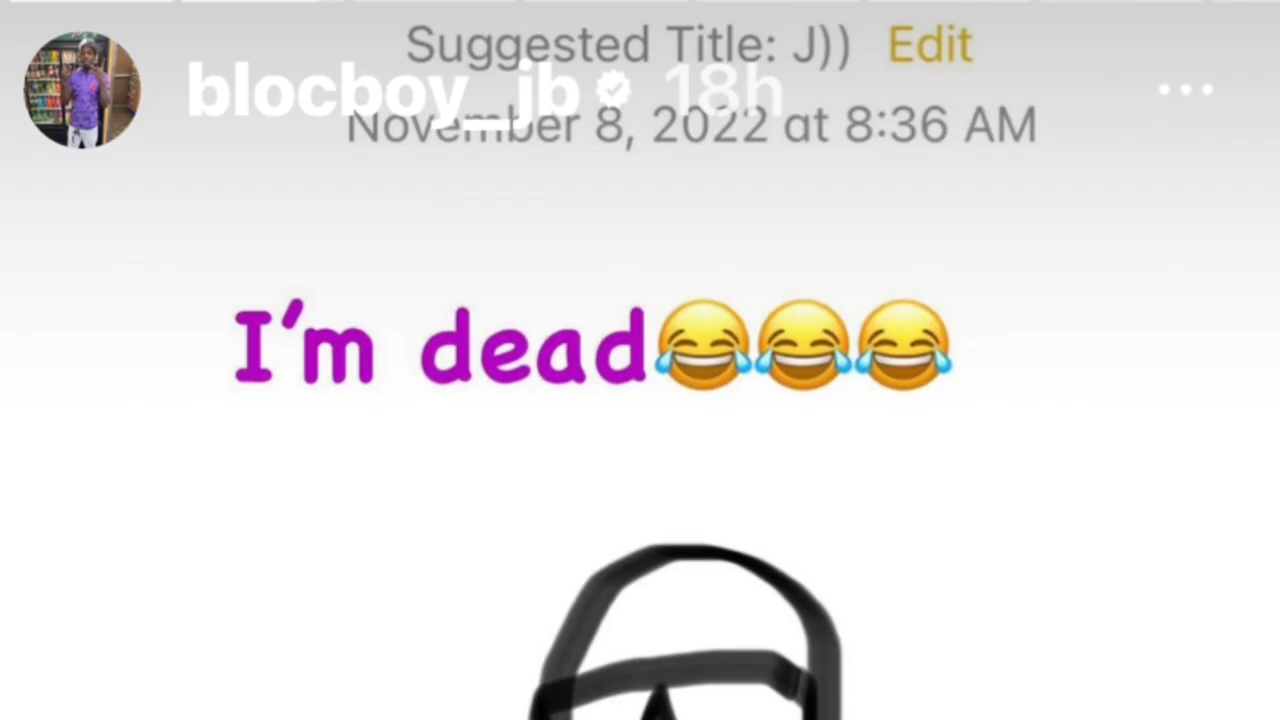 Suggested Title: J)) Edit
blocboy_jb 18h
November 8, 2022 at 8:36 AM
I'm dead😂😂😂